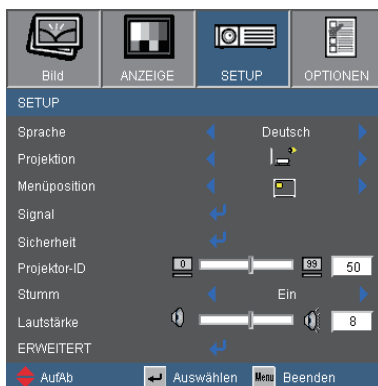 Bild ANZEIGE SETUP OPTIONEN
SETUP
Sprache Deutsch
Projektion
Menüposition
Signal
Sicherheit
Projektor-ID 0 99 50
Stumm Ein
Lautstärke 8
ERWEITERT
AufAb Auswählen Menu Beenden